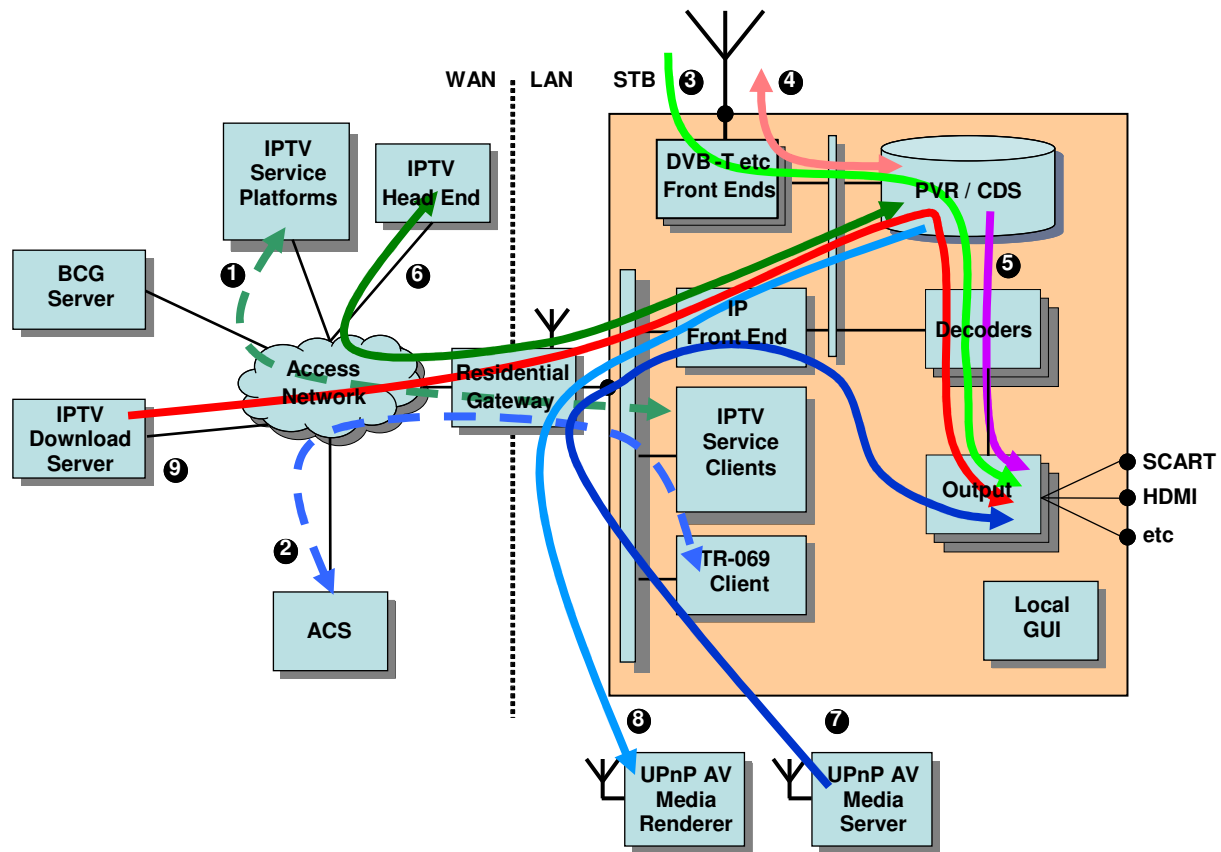 WAN
LAN
STB
3
4
IPTV
Service
Platforms
IPTV
Head End
DVB -T etc
Front Ends
PVR / CDS
1
6
5
BCG
Server
IP
Front End
Decoders
Access
Network
Residential
Gateway
IPTV
Download
Server
9
IPTV
Service
Clients
Output
SCART
HDMI
etc
2
TR-069
Client
ACS
Local
GUI
8
7
UPnP AV
Media
Renderer
UPnP AV
Media
Server